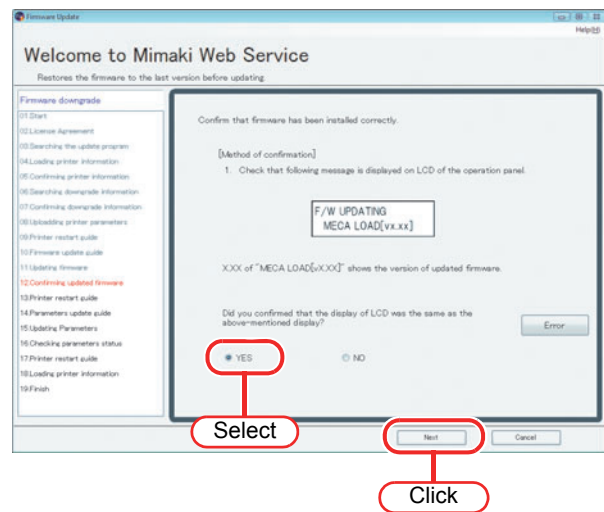 Firmware Update
Help(H)
Welcome to Mimaki Web Service
Restores the firmware to the last version before updating
Firmware downgrade
01.Start
02.License Agreement
03.Searching the update program
04.Loading printer information
05.Confirming printer information
06.Searching downgrade information
07.Confirming downgrade information
08.Uploadding printer parameters
09.Printer restart guide
10.Firmware update guide
11.Updating firmware
12.Confirming updated firmware
13.Printer restart guide
14.Parameters update guide
15.Updating Parameters
16.Checking parameters status
17.Printer restart guide
18.Loading printer information
19.Finish
Confirm that firmware has been installed correctly.
[Method of confirmation]
1. Check that following message is displayed on LCD of the operation panel.
F/W UPDATING
MECA LOAD[vx.xx]
X.XX of "MECA LOAD[vX.XX]" shows the version of updated firmware.
Did you confirmed that the display of LCD was the same as the
above-mentioned display?
Error
YES
NO
Select
Next
Cancel
Click